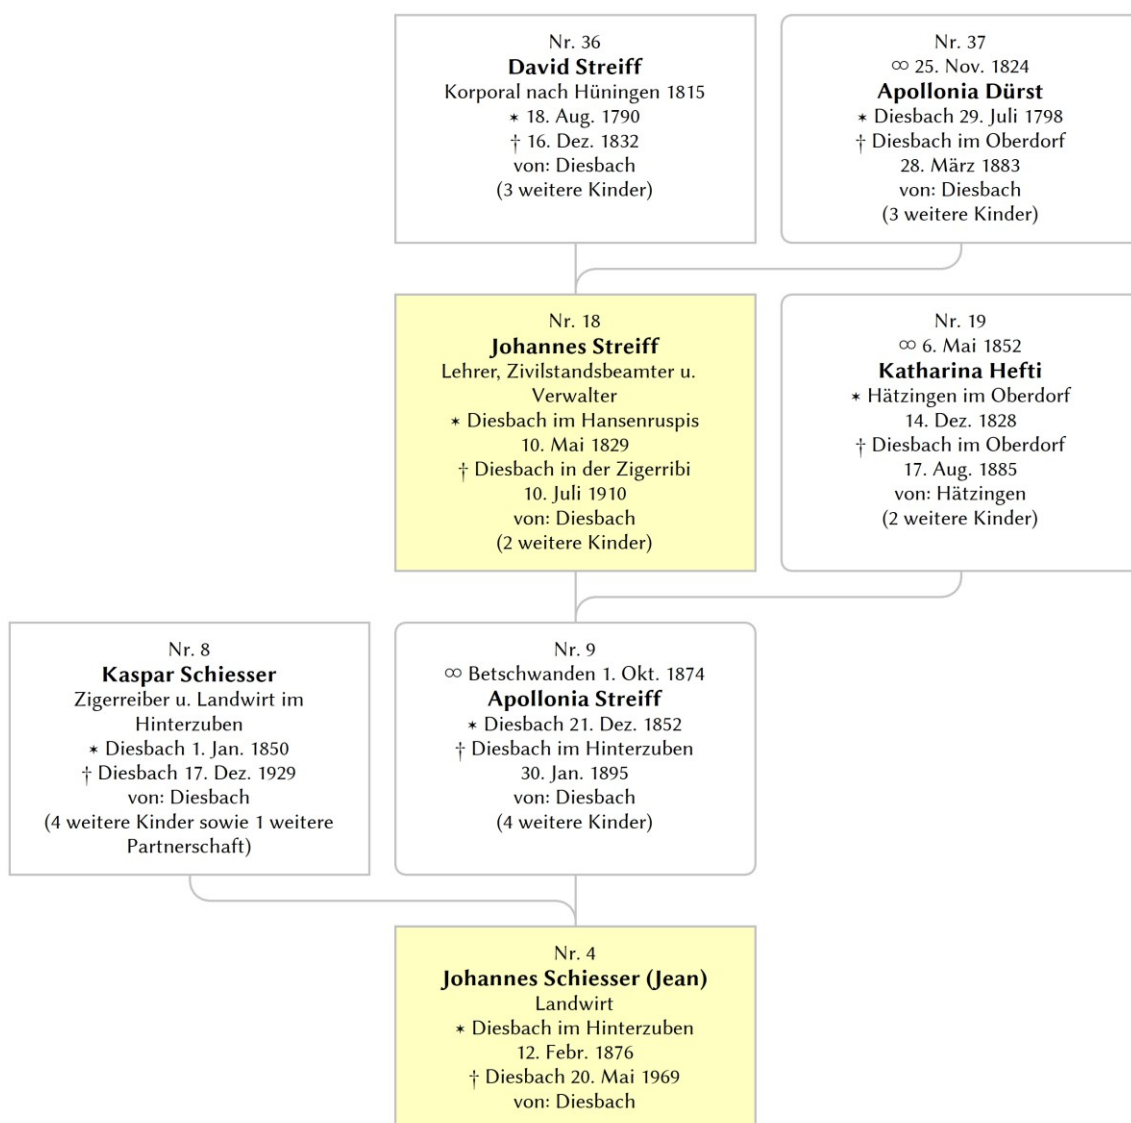 Nr. 36
David Streiff
Korporal nach Hüningen 1815
* 18. Aug. 1790
† 16. Dez. 1832
von: Diesbach
(3 weitere Kinder)
Nr. 37
∞ 25. Nov. 1824
Apollonia Dürst
* Diesbach 29. Juli 1798
† Diesbach im Oberdorf
28. März 1883
von: Diesbach
(3 weitere Kinder)
Nr. 18
Johannes Streiff
Lehrer, Zivilstandsbeamter u.
Verwalter
* Diesbach im Hansenruspis
10. Mai 1829
† Diesbach in der Zigerribi
10. Juli 1910
von: Diesbach
(2 weitere Kinder)
Nr. 19
∞ 6. Mai 1852
Katharina Hefti
* Hätzingen im Oberdorf
14. Dez. 1828
† Diesbach im Oberdorf
17. Aug. 1885
von: Hätzingen
(2 weitere Kinder)
Nr. 8
Kaspar Schiesser
Zigerreiber u. Landwirt im
Hinterzuben
* Diesbach 1. Jan. 1850
† Diesbach 17. Dez. 1929
von: Diesbach
(4 weitere Kinder sowie 1 weitere
Partnerschaft)
Nr. 9
∞ Betschwanden 1. Okt. 1874
Apollonia Streiff
* Diesbach 21. Dez. 1852
† Diesbach im Hinterzuben
30. Jan. 1895
von: Diesbach
(4 weitere Kinder)
Nr. 4
Johannes Schiesser (Jean)
Landwirt
* Diesbach im Hinterzuben
12. Febr. 1876
† Diesbach 20. Mai 1969
von: Diesbach